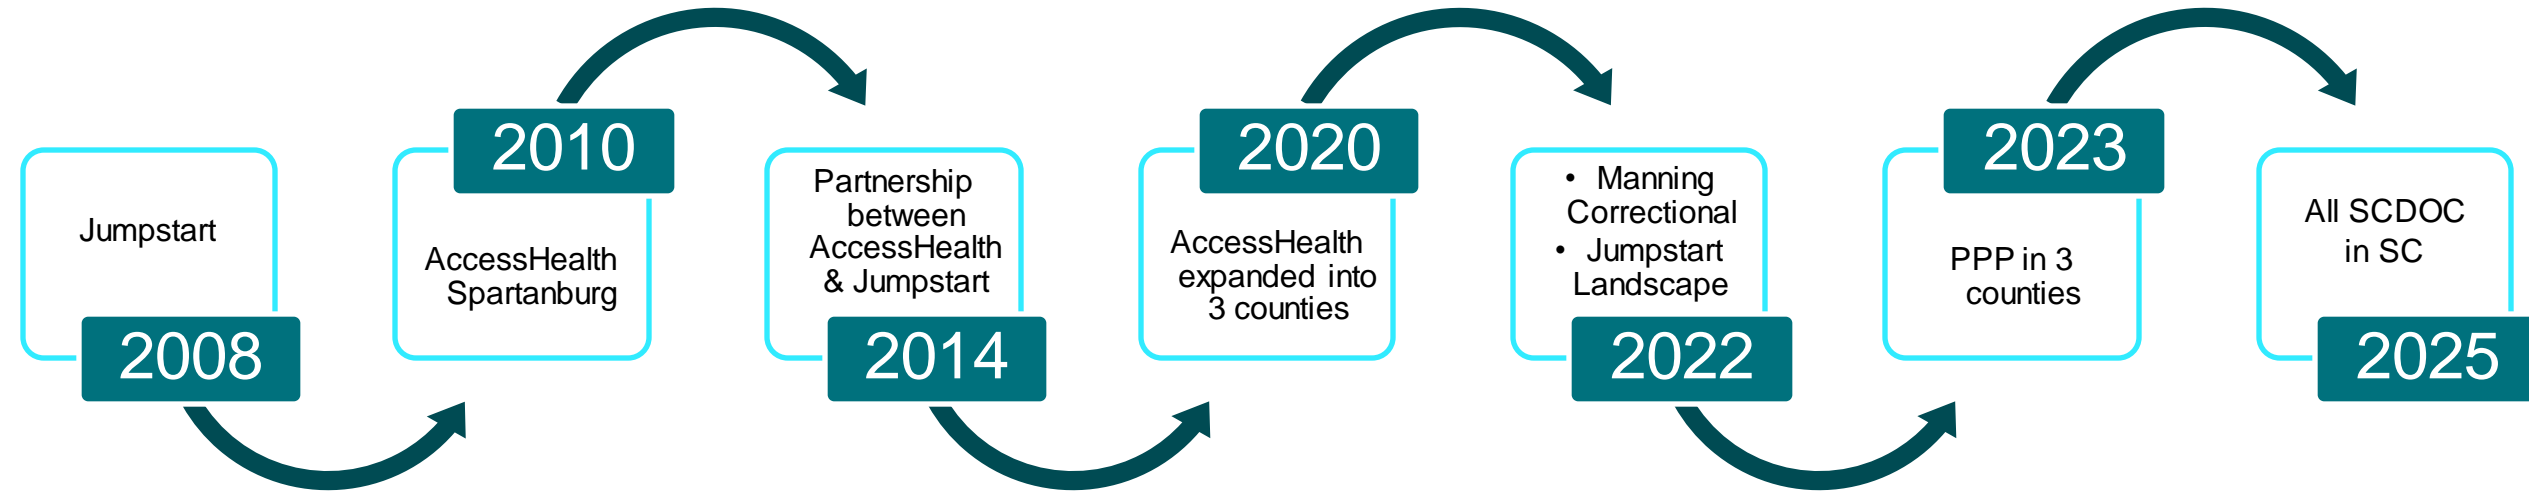 Jumpstart
2008
2010
AccessHealth
Spartanburg
Partnership
between
AccessHealth
& Jumpstart
2014
2020
AccessHealth
expanded into
3 counties
• Manning
Correctional
• Jumpstart
Landscape
2022
2023
PPP in 3
counties
All SCDOC
in SC
2025